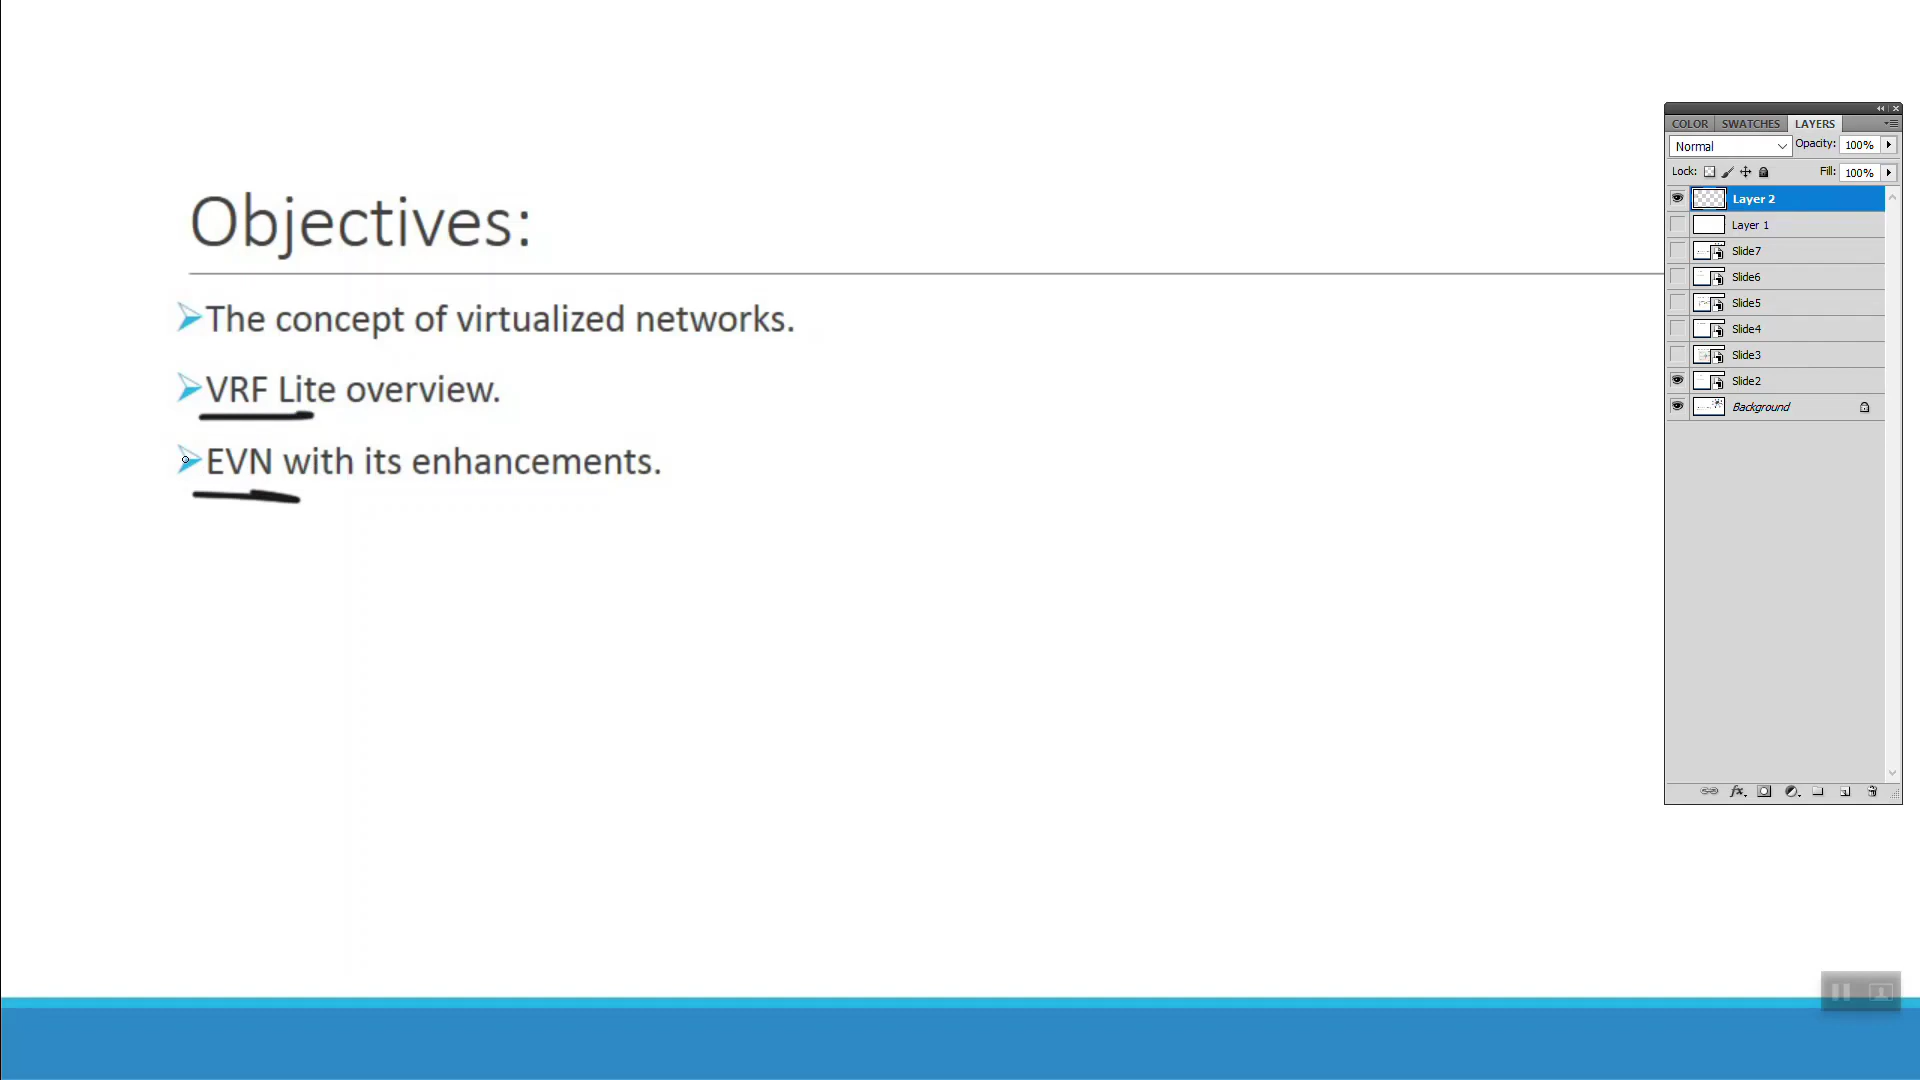 Objectives:
The concept of virtualized networks.
VRF Lite overview.
EVN with its enhancements.
COLOR SWATCHES LAYERS
Normal Opacity: 100%
Lock: Fill: 100%
Layer 2
Layer 1
Slide7
Slide6
Slide5
Slide4
Slide3
Slide2
Background
fx